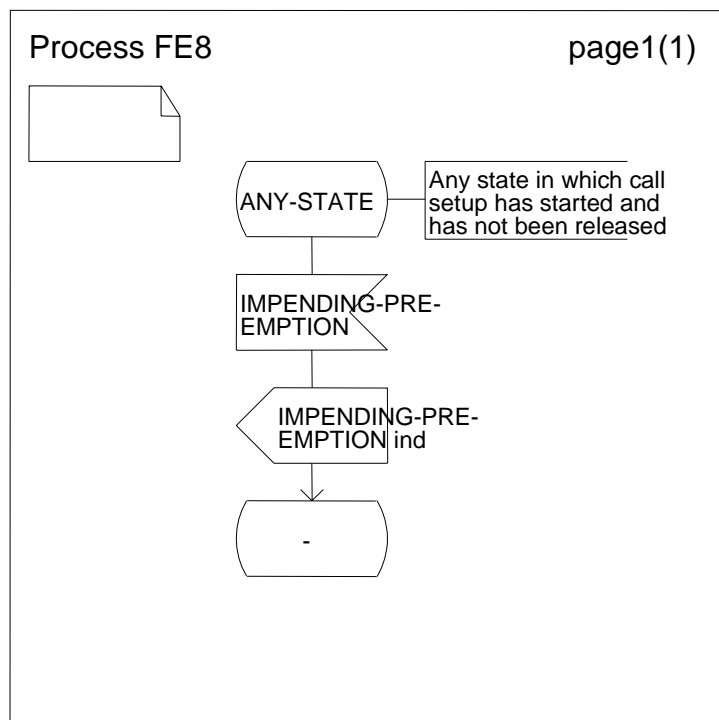 Process FE8
page1(1)
ANY-STATE
Any state in which call
setup has started and
has not been released
IMPENDING-PRE-
EMPTION
IMPENDING-PRE-
EMPTION ind
-